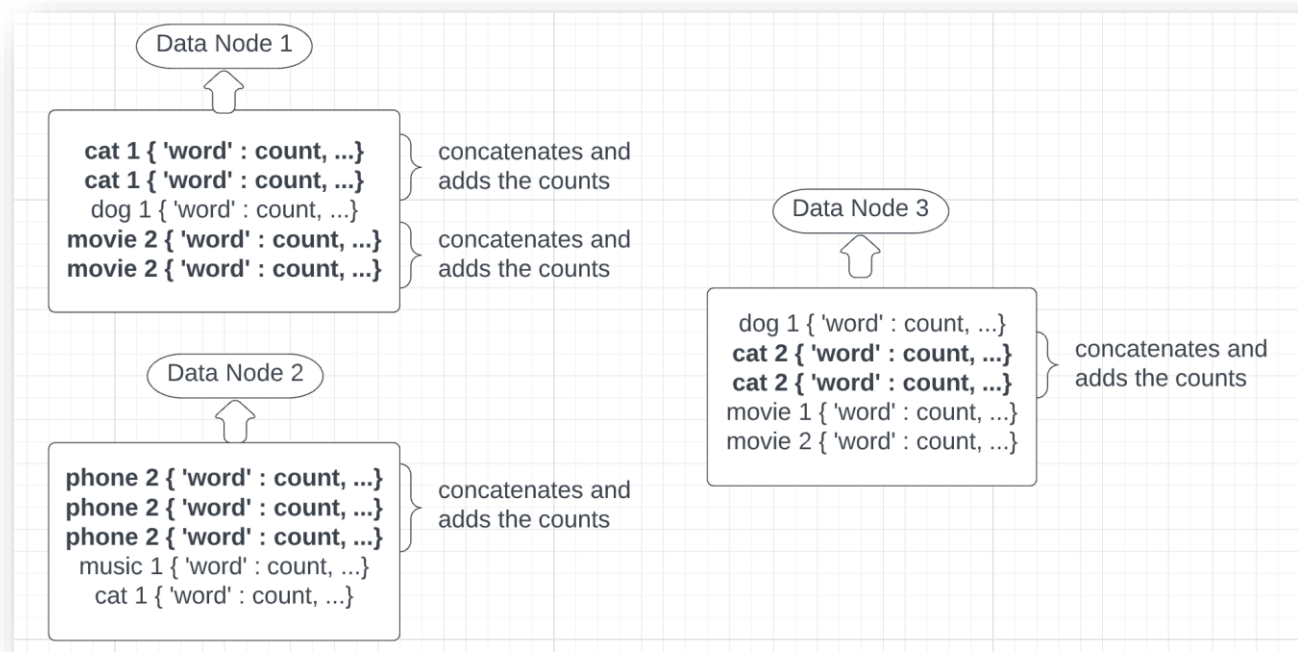 Data Node 1
cat 1 { 'word' : count, ...}
cat 1 { 'word' : count, ...}
dog 1 { 'word' : count, ...}
movie 2 { 'word' : count, ...}
movie 2 { 'word' : count, ...}
concatenates and
adds the counts
concatenates and
adds the counts
Data Node 2
phone 2 { 'word' : count, ...}
phone 2 { 'word' : count, ...}
phone 2 { 'word' : count, ...}
music 1 { 'word' : count, ...}
cat 1 { 'word' : count, ...}
concatenates and
adds the counts
Data Node 3
dog 1 { 'word' : count, ...}
cat 2 { 'word' : count, ...}
cat 2 { 'word' : count, ...}
movie 1 { 'word' : count, ...}
movie 2 { 'word' : count, ...}
concatenates and
adds the counts